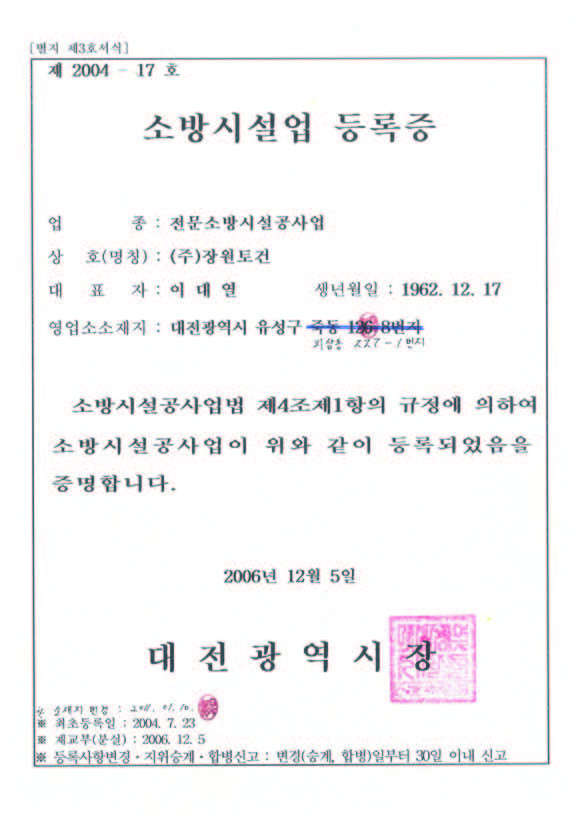 [별지 제3호서식]
제 2004 - 17 호
소방시설업 등록증
업 종 : 전문소방시설공사업
상 호(명칭) : (주)장원토건
대 표 자 : 이 대 열 생년월일 : 1962. 12. 17
영업소소재지 : 대전광역시 유성구 죽동 126-8번지
227-1번지
소방시설공사업법 제4조제1항의 규정에 의하여
소방시설공사업이 위와 같이 등록되었음을
증명합니다.
2006년 12월 5일
대 전 광 역 시 장
소재지 변경 : 2011. 01. 10.
※ 최초등록일 : 2004. 7. 23
※ 재교부(분실) : 2006. 12. 5
※ 등록사항변경·지위승계·합병신고 : 변경(승계, 합병)일부터 30일 이내 신고